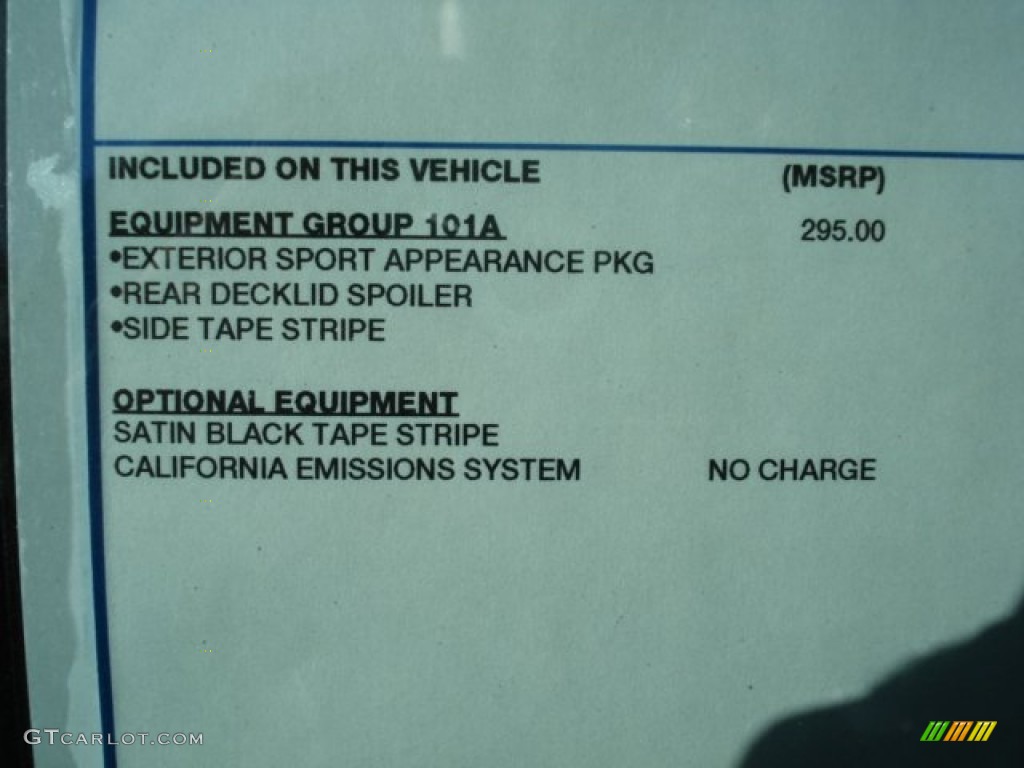 INCLUDED ON THIS VEHICLE (MSRP)
EQUIPMENT GROUP 101A 295.00
•EXTERIOR SPORT APPEARANCE PKG
•REAR DECKLID SPOILER
•SIDE TAPE STRIPE
OPTIONAL EQUIPMENT
SATIN BLACK TAPE STRIPE
CALIFORNIA EMISSIONS SYSTEM NO CHARGE
GTCARLOT.COM